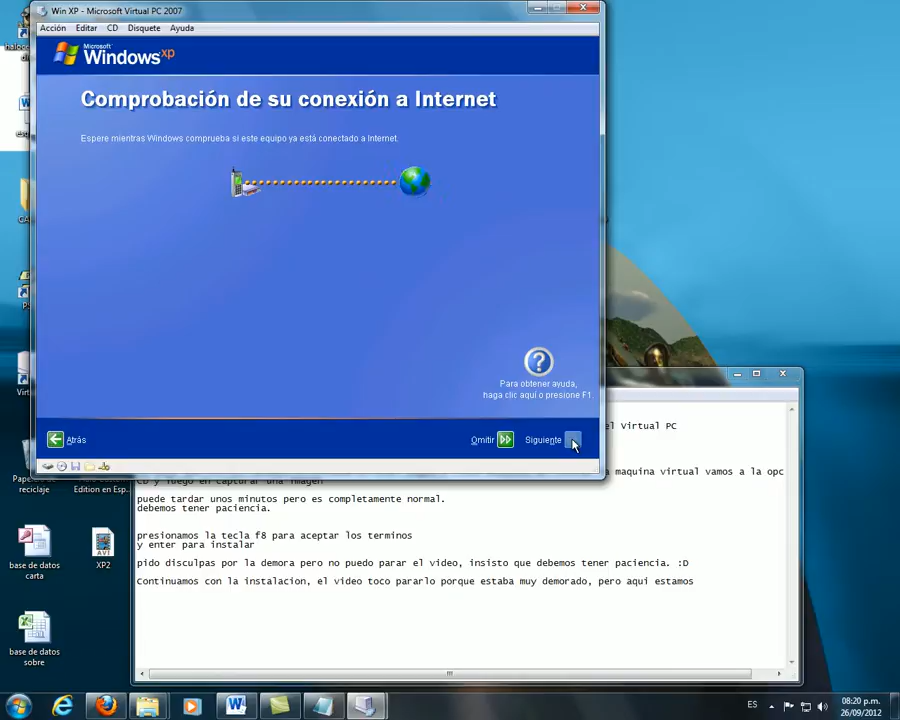 Win XP - Microsoft Virtual PC 2007
Acción Editar CD Disquete Ayuda
Microsoft
Windows xp
Comprobación de su conexión a Internet
Espere mientras Windows comprueba si este equipo ya está conectado a Internet.
Para obtener ayuda,
haga clic aquí o presione F1.
Atrás
Omitir
Siguiente
el Virtual PC
a maquina virtual vamos a la opc
CD y luego en capturar una imagen
puede tardar unos minutos pero es completamente normal.
debemos tener paciencia.
presionamos la tecla f8 para aceptar los terminos
y enter para instalar
pido disculpas por la demora pero no puedo parar el video, insisto que debemos tener paciencia. :D
Continuamos con la instalacion, el video toco pararlo porque estaba muy demorado, pero aqui estamos
reciclaje
Edition en Esp...
base de datos
carta
XP2
base de datos
sobre
ES
08:20 p.m.
26/09/2012